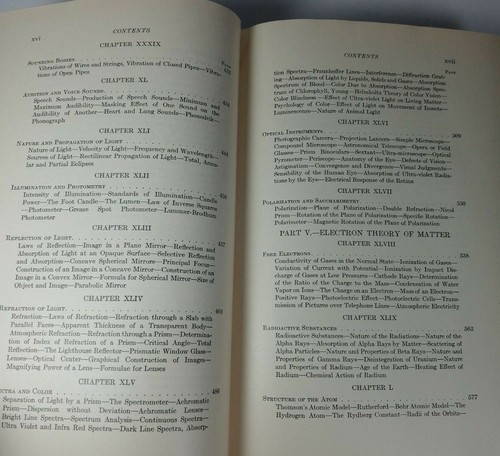 xvi
CONTENTS
CHAPTER XXXIX
SOUNDING BODIES
Vibrations of Wires and Strings, Vibration of Closed Pipes—Vibra-
tions of Open Pipes
CHAPTER XL
AUDITION AND VOICE SOUNDS
Speech Sounds—Production of Speech Sounds—Minimum and
Maximum Audibility—Masking Effect of One Sound on the
Audibility of Another—Heart and Lung Sounds—Phonodeik—
Phonograph
CHAPTER XLI
NATURE AND PROPAGATION OF LIGHT
Nature of Light—Velocity of Light—Frequency and Wavelength—
Sources of Light—Rectilinear Propagation of Light—Total, Annu-
lar and Partial Eclipses
CHAPTER XLII
ILLUMINATION AND PHOTOMETRY
Intensity of Illumination—Standards of Illumination—Candle
Power—The Foot Candle—The Lumen—Law of Inverse Square
—Photometer—Grease Spot Photometer—Lummer-Brodhun
Photometer
CHAPTER XLIII
REFLECTION OF LIGHT
Laws of Reflection—Image in a Plane Mirror—Reflection and
Absorption of Light at an Opaque Surface—Selective Reflection
and Absorption—Concave Spherical Mirrors—Principal Focus—
Construction of an Image in a Concave Mirror—Construction of an
Image in a Convex Mirror—Formula for Spherical Mirror—Size of
Object and Image—Parabolic Mirror
CHAPTER XLIV
REFRACTION OF LIGHT
Refraction—Laws of Refraction—Refraction through a Slab with
Parallel Faces—Apparent Thickness of a Transparent Body—
Atmospheric Refraction—Refraction through a Prism—Determina-
tion of Index of Refraction of a Prism—Critical Angle—Total
Reflection—The Lighthouse Reflector—Prismatic Window Glass—
Lenses—Optical Center—Graphical Construction of Images—
Magnifying Power of a Lens—Formulae for Lenses
CHAPTER XLV
SPECTRA AND COLOR 486
Separation of Light by a Prism—The Spectrometer—Achromatic
Prism—Dispersion without Deviation—Achromatic Lenses—
Bright Line Spectra—Spectrum Analysis—Continuous Spectra—
Ultra Violet and Infra Red Spectra—Dark Line Spectra, Absorp-
CONTENTS
xvii
tion Spectra—Fraunhoffer Lines—Interference—Diffraction Grat-
ing—Absorption of Light by Liquids, Solids and Gases—Absorption
Spectrum of Blood—Color Due to Absorption—Absorption Spec-
trum of Chlorophyll, Young—Helmholtz Theory of Color Vision—
Color Blindness—Effect of Ultra-violet Light on Living Matter—
Psychology of Color—Effect of Light on Movement of Insects—
Luminescence—Nature of Animal Light
CHAPTER XLVI
OPTICAL INSTRUMENTS 509
Photographic Camera—Projection Lantern—Simple Microscope—
Compound Microscope—Astronomical Telescope—Opera or Field
Glasses—Prism Binoculars—Sextant—Ultra-microscope—Optical
Pyrometer—Periscope—Anatomy of the Eye—Defects of Vision—
Astigmatism—Convergence and Divergence—Visual Judgments—
Sensibility of the Human Eye—Absorption of Ultra-violet Radia-
tions by the Eye—Electrical Response of the Retina
CHAPTER XLVII
POLARIZATION AND SACCHARIMETRY 530
Polarization—Plane of Polarization—Double Refraction—Nicol
Prism—Rotation of the Plane of Polarization—Specific Rotation—
Polarimeter—Magnetic Rotation of the Plane of Polarization
PART V.—ELECTRON THEORY OF MATTER
CHAPTER XLVIII
FREE ELECTRONS 538
Conductivity of Gases in the Normal State—Ionization of Gases—
Variation of Current with Potential—Ionization by Impact Dis-
charge of Gases at Low Pressures—Cathode Rays—Determination
of the Ratio of the Charge to the Mass—Condensation of Water
Vapor on Ions—The Charge on an Electron—Mass of an Electron—
Positive Rays—Photoelectric Effect—Photoelectric Cells—Trans-
mission of Pictures over Telephone Lines—Atmospheric Electricity
CHAPTER XLIX
RADIOACTIVE SUBSTANCES 562
Radioactive Substances—Nature of the Radiations—Nature of the
Alpha Rays—Absorption of Alpha Rays by Matter—Scattering of
Alpha Particles—Nature and Properties of Beta Rays—Nature and
Properties of Gamma Rays—Disintegration of Uranium—Nature
and Properties of Radium—Age of the Earth—Heating Effect of
Radium—Chemical Action of Radium
CHAPTER L
STRUCTURE OF THE ATOM 577
Thomson's Atomic Model—Rutherford—Bohr Atomic Model—The
Hydrogen Atom—The Rydberg Constant—Radii of the Orbits—